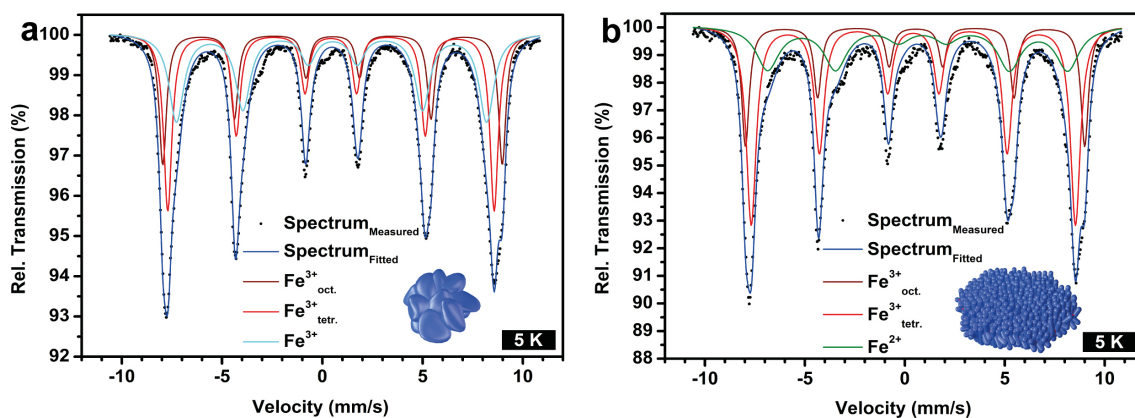 a
100
99
98
97
96
95
94
93
92
Rel. Transmission (%)
-10 -5 0 5 10
Velocity (mm/s)
Spectrum Measured
Spectrum Fitted
Fe3+ oct.
Fe3+ tetr.
Fe3+
5 K
b
100
99
98
97
96
95
94
93
92
91
90
89
88
Rel. Transmission (%)
-10 -5 0 5 10
Velocity (mm/s)
Spectrum Measured
Spectrum Fitted
Fe3+ oct.
Fe3+ tetr.
Fe2+
5 K